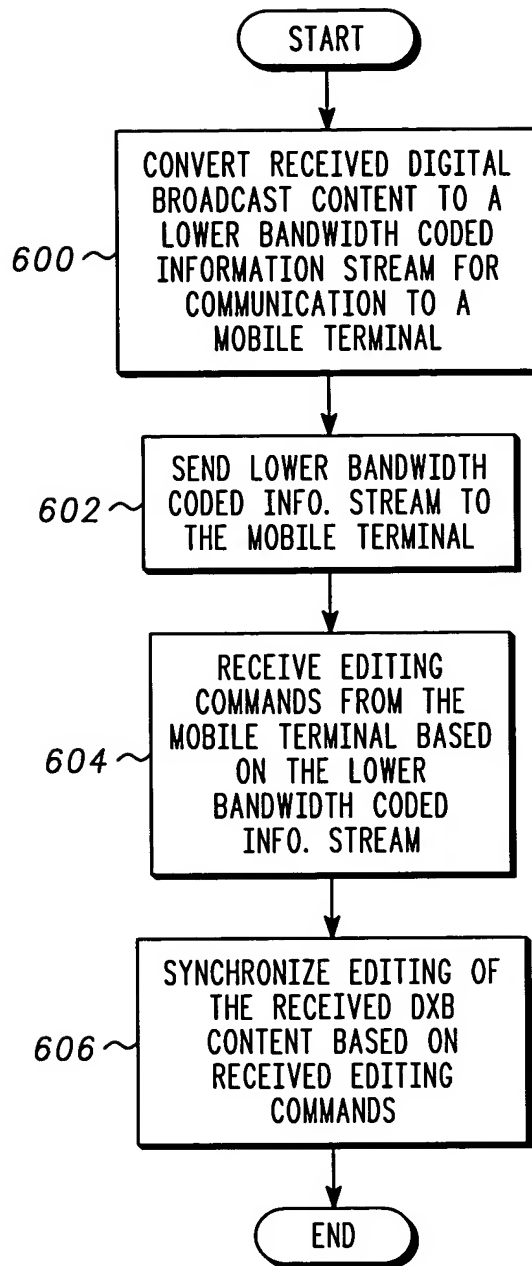 START
CONVERT RECEIVED DIGITAL
BROADCAST CONTENT TO A
LOWER BANDWIDTH CODED
INFORMATION STREAM FOR
COMMUNICATION TO A
MOBILE TERMINAL
600
SEND LOWER BANDWIDTH
CODED INFO. STREAM TO
THE MOBILE TERMINAL
602
RECEIVE EDITING
COMMANDS FROM THE
MOBILE TERMINAL BASED
ON THE LOWER
BANDWIDTH CODED
INFO. STREAM
604
SYNCHRONIZE EDITING OF
THE RECEIVED DXB
CONTENT BASED ON
RECEIVED EDITING
COMMANDS
606
END